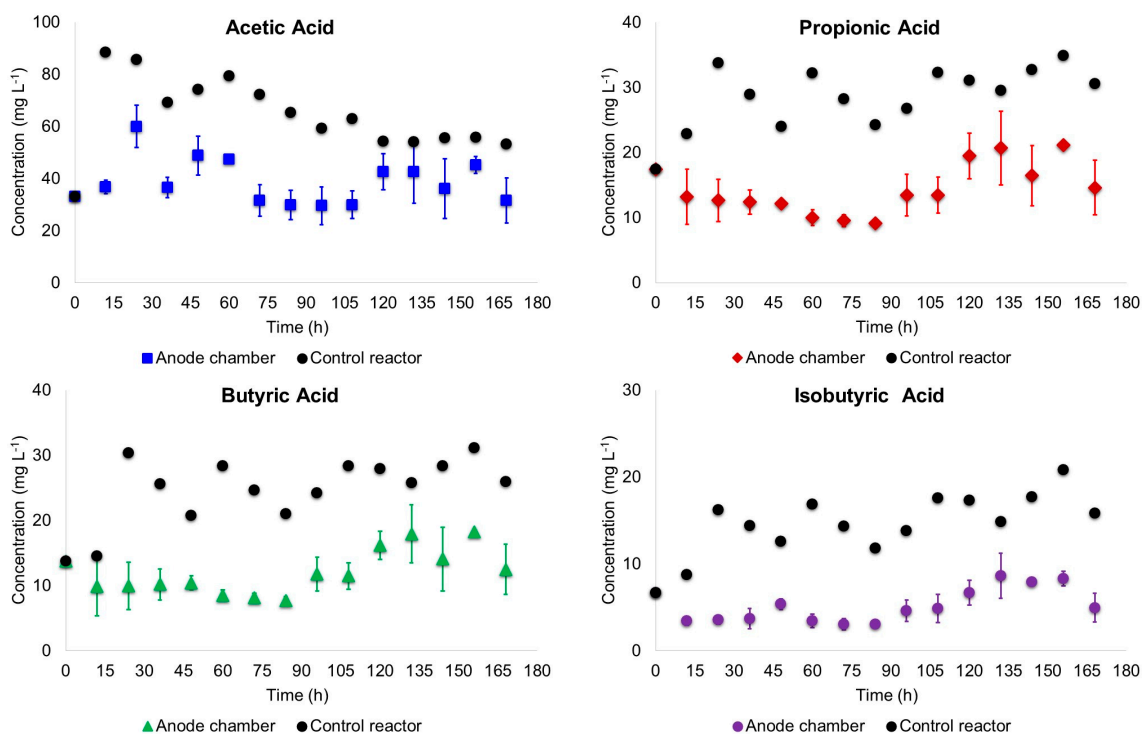 Acetic Acid
Concentration (mg L-1)
100
80
60
40
20
0
0 15 30 45 60 75 90 105 120 135 150 165 180
Time (h)
Anode chamber Control reactor
Propionic Acid
Concentration (mg L-1)
40
30
20
10
0
0 15 30 45 60 75 90 105 120 135 150 165 180
Time (h)
Anode chamber Control reactor
Butyric Acid
Concentration (mg L-1)
40
30
20
10
0
0 15 30 45 60 75 90 105 120 135 150 165 180
Time (h)
Anode chamber Control reactor
Isobutyric Acid
Concentration (mg L-1)
30
20
10
0
0 15 30 45 60 75 90 105 120 135 150 165 180
Time (h)
Anode chamber Control reactor